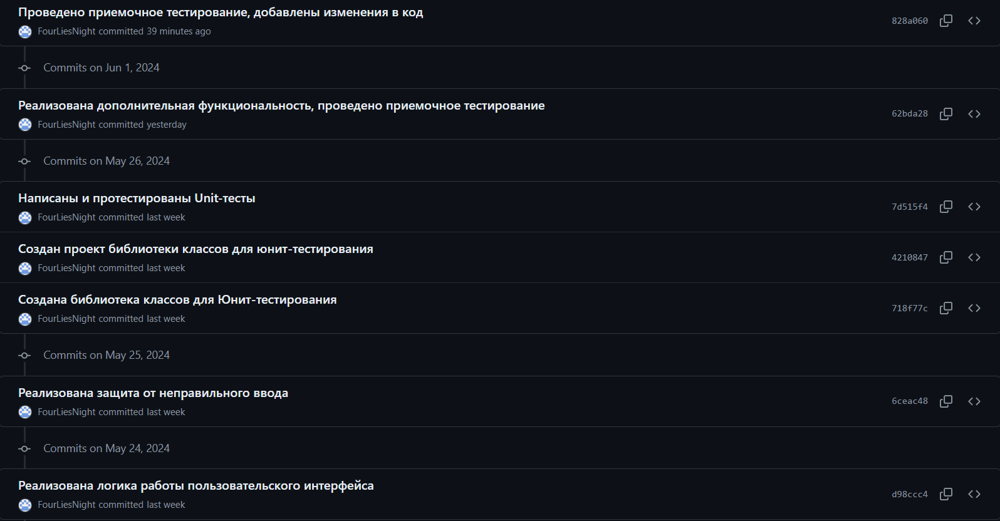 Проведено приемочное тестирование, добавлены изменения в код
FourLiesNight committed 39 minutes ago
828a060
Commits on Jun 1, 2024
Реализована дополнительная функциональность, проведено приемочное тестирование
FourLiesNight committed yesterday
62bda28
Commits on May 26, 2024
Написаны и протестированы Unit-тесты
FourLiesNight committed last week
7d515f4
Создан проект библиотеки классов для юнит-тестирования
FourLiesNight committed last week
4210847
Создана библиотека классов для Юнит-тестирования
FourLiesNight committed last week
718f77c
Commits on May 25, 2024
Реализована защита от неправильного ввода
FourLiesNight committed last week
6ceac48
Commits on May 24, 2024
Реализована логика работы пользовательского интерфейса
FourLiesNight committed last week
d98ccc4